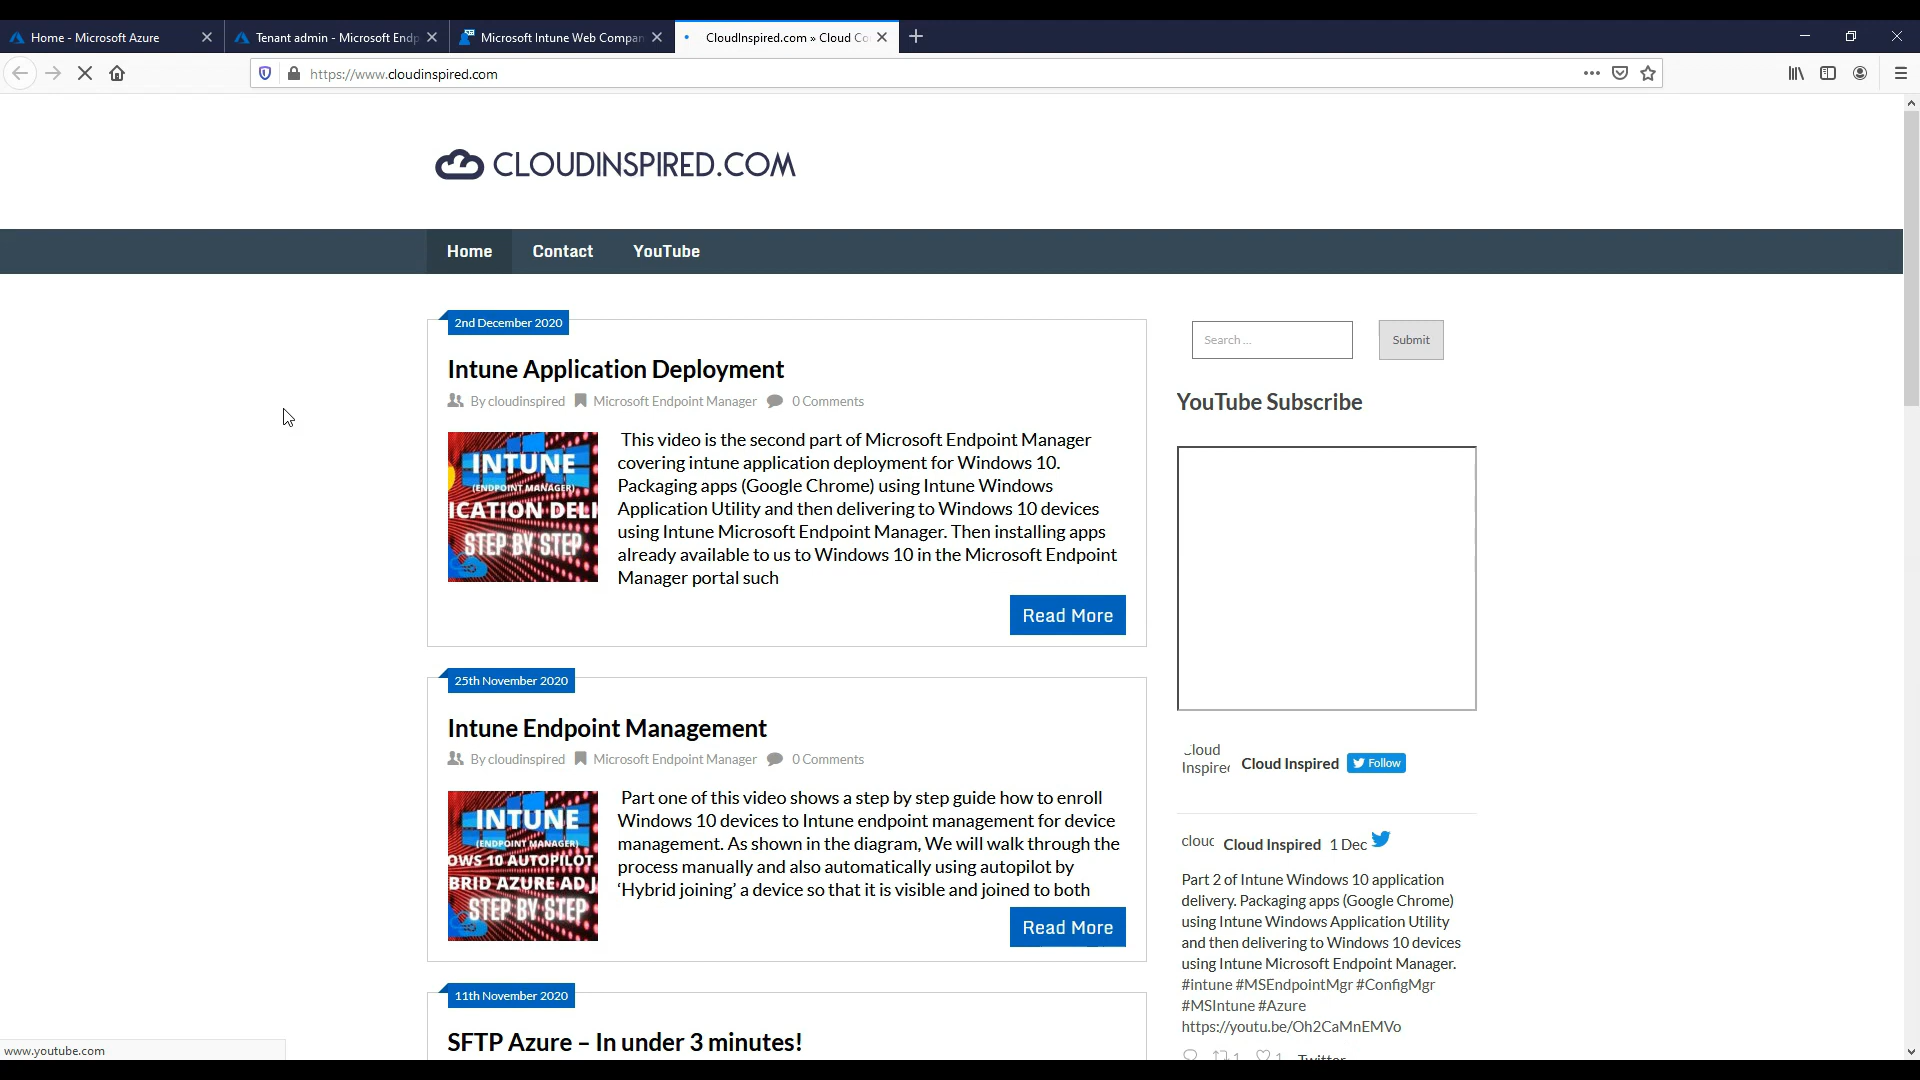 Home - Microsoft Azure
Tenant admin - Microsoft Endp
Microsoft Intune Web Compan
CloudInspired.com » Cloud Co
https://www.cloudinspired.com
CLOUDINSPIRED.COM
Home
Contact
YouTube
2nd December 2020
Intune Application Deployment
By cloudinspired
Microsoft Endpoint Manager
0 Comments
INTUNE
(ENDPOINT MANAGER)
ICATION DELI
STEP BY STEP
This video is the second part of Microsoft Endpoint Manager
covering intune application deployment for Windows 10.
Packaging apps (Google Chrome) using Intune Windows
Application Utility and then delivering to Windows 10 devices
using Intune Microsoft Endpoint Manager. Then installing apps
already available to us to Windows 10 in the Microsoft Endpoint
Manager portal such
Read More
25th November 2020
Intune Endpoint Management
By cloudinspired
Microsoft Endpoint Manager
0 Comments
INTUNE
(ENDPOINT MANAGER)
OWS 10 AUTOPILOT
BRID AZURE AD J
STEP BY STEP
Part one of this video shows a step by step guide how to enroll
Windows 10 devices to Intune endpoint management for device
management. As shown in the diagram, We will walk through the
process manually and also automatically using autopilot by
‘Hybrid joining’ a device so that it is visible and joined to both
Read More
11th November 2020
SFTP Azure – In under 3 minutes!
Search ...
Submit
YouTube Subscribe
Cloud
Inspired
Cloud Inspired
Follow
cloud
Cloud Inspired
1 Dec
Part 2 of Intune Windows 10 application
delivery. Packaging apps (Google Chrome)
using Intune Windows Application Utility
and then delivering to Windows 10 devices
using Intune Microsoft Endpoint Manager.
#intune #MSEndpointMgr #ConfigMgr
#MSIntune #Azure
https://youtu.be/Oh2CaMnEMVo
1
1
Twitter
www.youtube.com